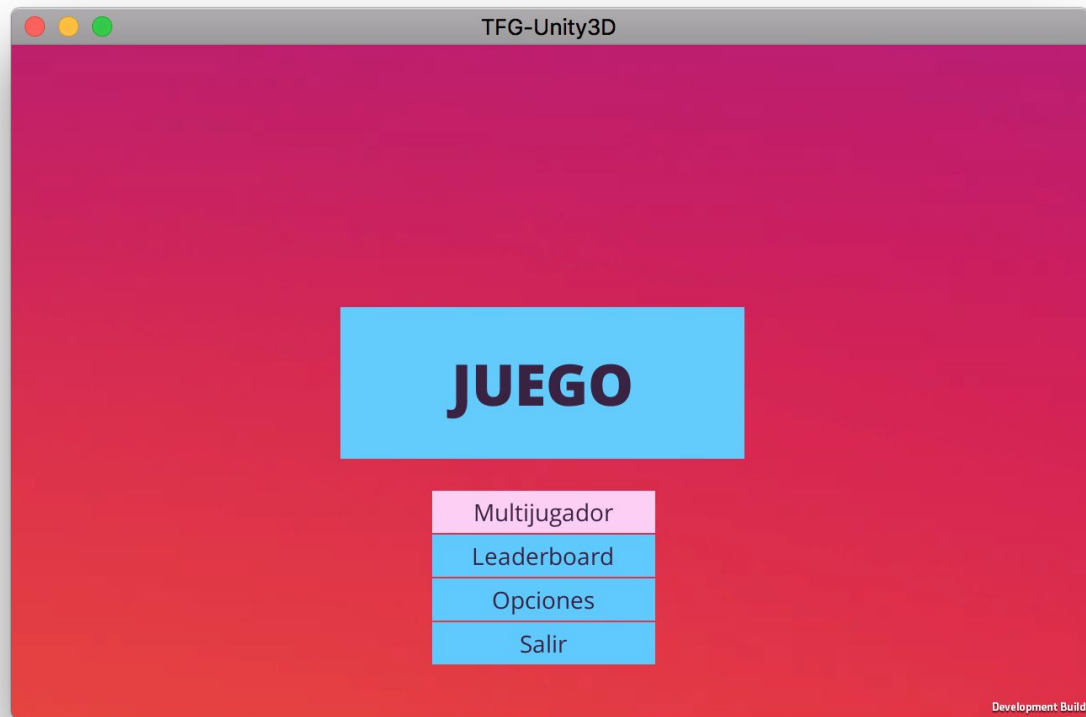 TFG-Unity3D
JUEGO
Multijugador
Leaderboard
Opciones
Salir
Development Build